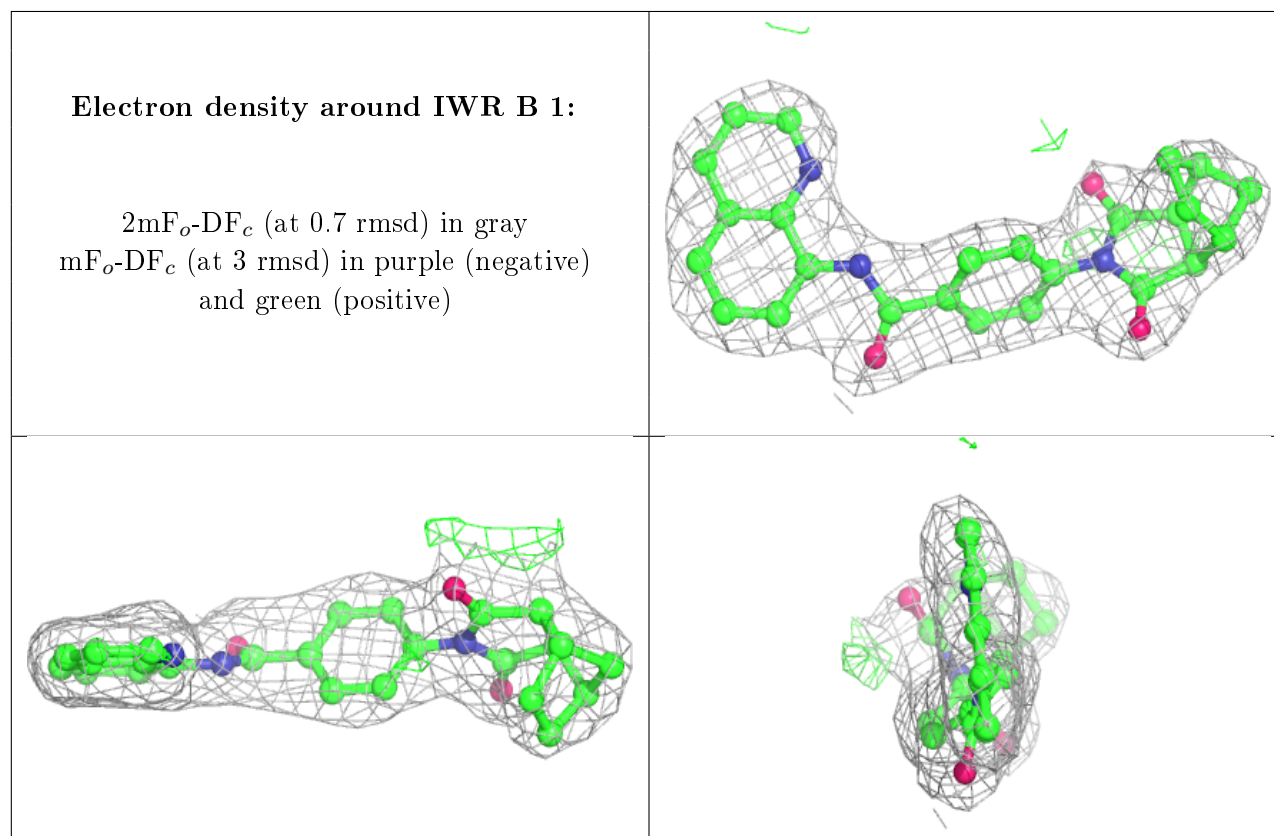 Electron density around IWR B 1:
2mFₒ-DF𝒸 (at 0.7 rmsd) in gray
mFₒ-DF𝒸 (at 3 rmsd) in purple (negative)
and green (positive)